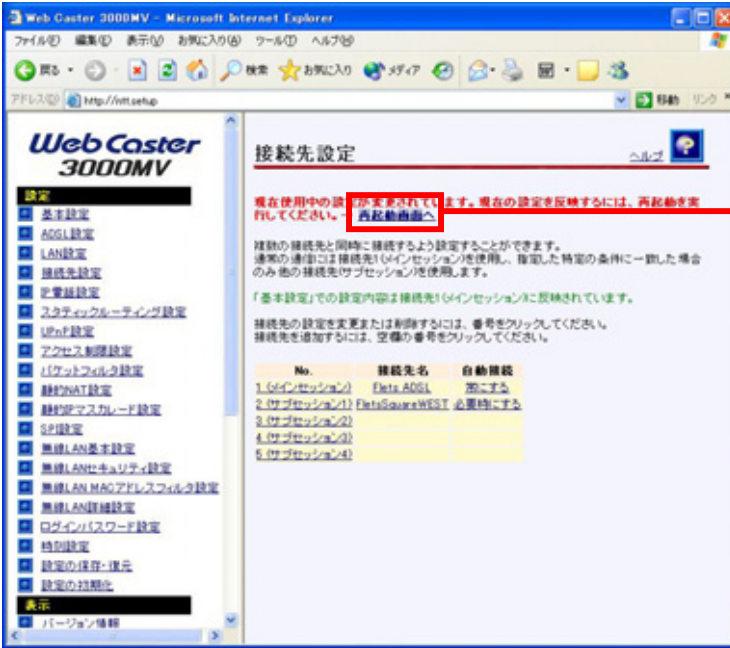 Web Caster 3000MV - Microsoft Internet Explorer
ファイル(F) 編集(E) 表示(V) お気に入り(A) ツール(T) ヘルプ(H)
戻る 検索 お気に入り メディア
アドレス(D) http://ntt.setup 移動 リンク
Web Caster
3000MV
設定
基本設定
ADSL設定
LAN設定
接続先設定
IP電話設定
スタティックルーティング設定
UPnP設定
アクセス制限設定
パケットフィルタ設定
静的NAT設定
静的IPマスカレード設定
SPI設定
無線LAN基本設定
無線LANセキュリティ設定
無線LAN MACアドレスフィルタ設定
無線LAN詳細設定
ログインパスワード設定
時刻設定
設定の保存・復元
設定の初期化
表示
バージョン情報
接続先設定
ヘルプ
現在使用中の設定が変更されています。現在の設定を反映するには、再起動を実
行してください。→ 再起動画面へ
複数の接続先と同時に接続するよう設定することができます。
通常の通信には接続先1(メインセッション)を使用し、指定した特定の条件に一致した場合
のみ他の接続先(サブセッション)を使用します。
「基本設定」での設定内容は接続先1(メインセッション)に反映されています。
接続先の設定を変更または削除するには、番号をクリックしてください。
接続先を追加するには、空欄の番号をクリックしてください。
No. 接続先名 自動接続
1.(メインセッション) Flets ADSL 常にする
2.(サブセッション1) FletsSquareWEST 必要時にする
3.(サブセッション2)
4.(サブセッション3)
5.(サブセッション4)